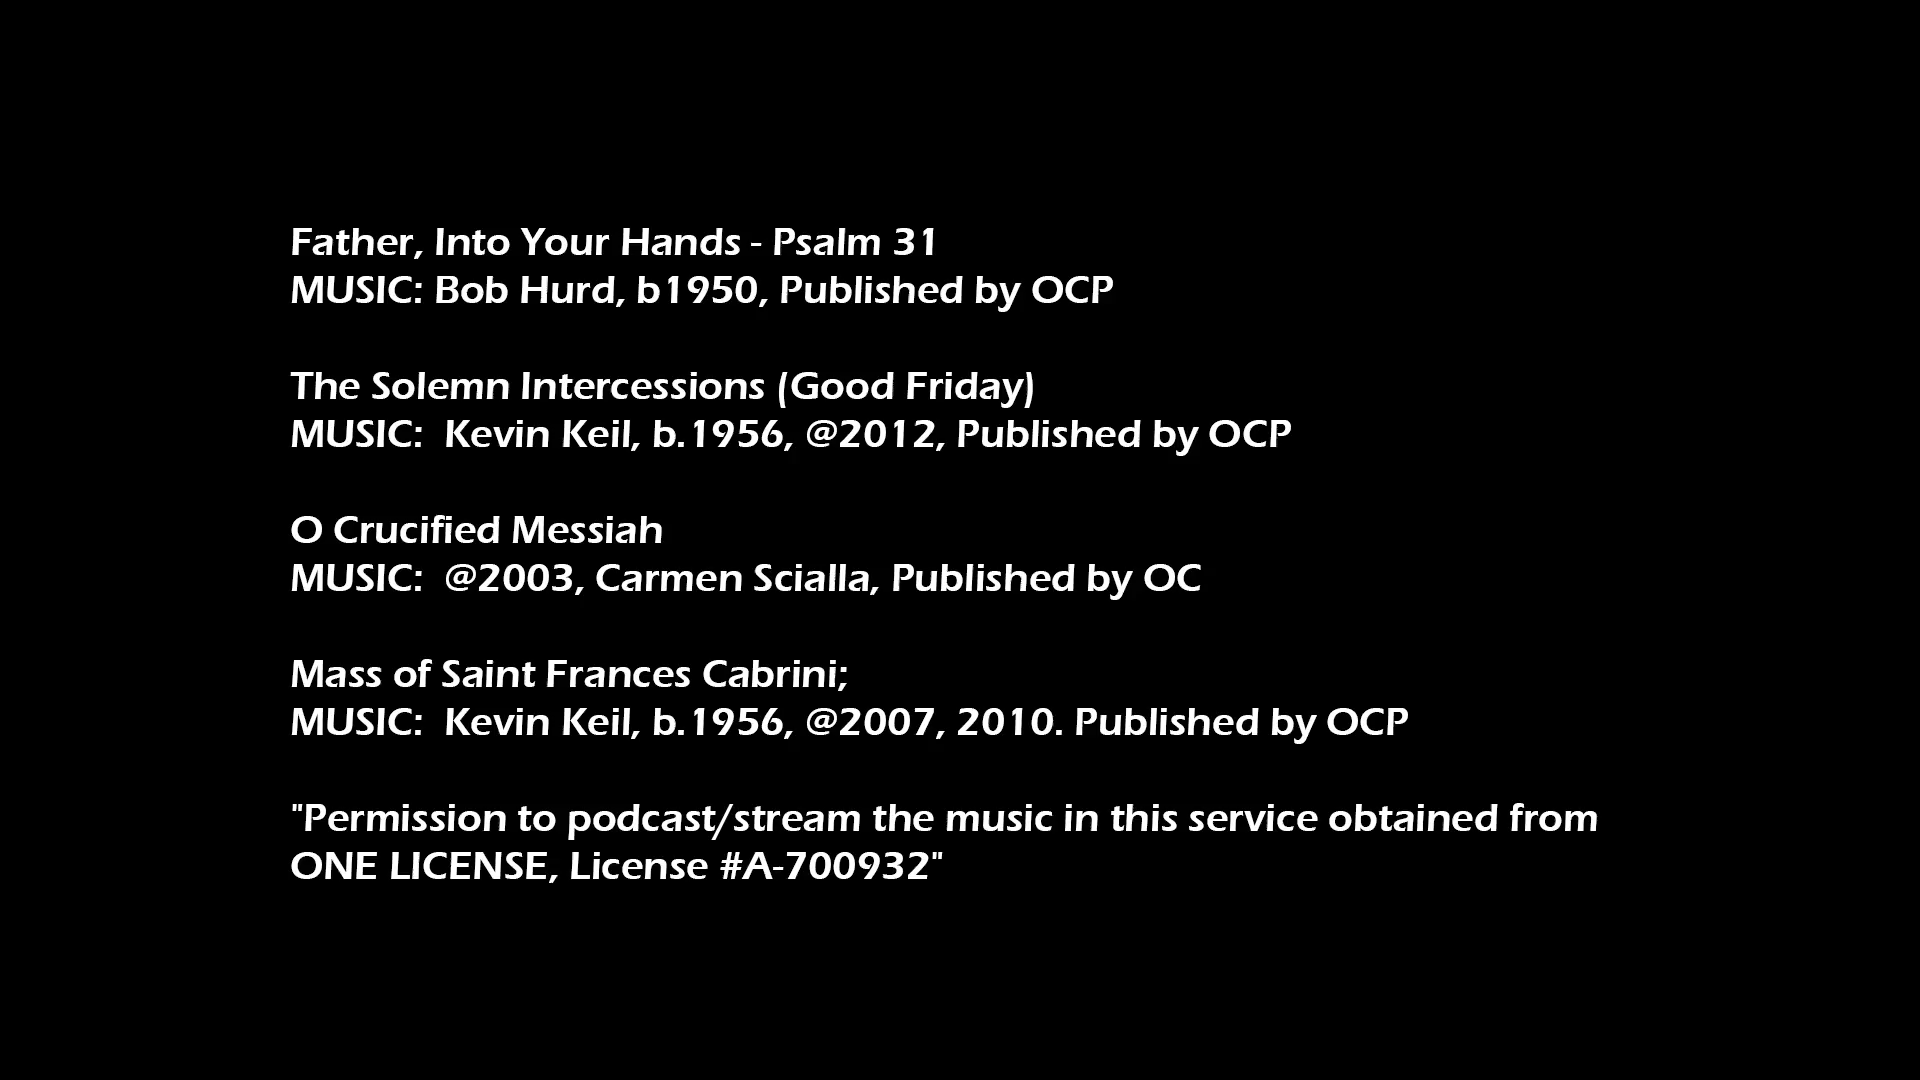 Father, Into Your Hands - Psalm 31
MUSIC: Bob Hurd, b1950, Published by OCP
The Solemn Intercessions (Good Friday)
MUSIC:  Kevin Keil, b.1956, @2012, Published by OCP
O Crucified Messiah
MUSIC:  @2003, Carmen Scialla, Published by OC
Mass of Saint Frances Cabrini;
MUSIC:  Kevin Keil, b.1956, @2007, 2010. Published by OCP
"Permission to podcast/stream the music in this service obtained from
ONE LICENSE, License #A-700932"